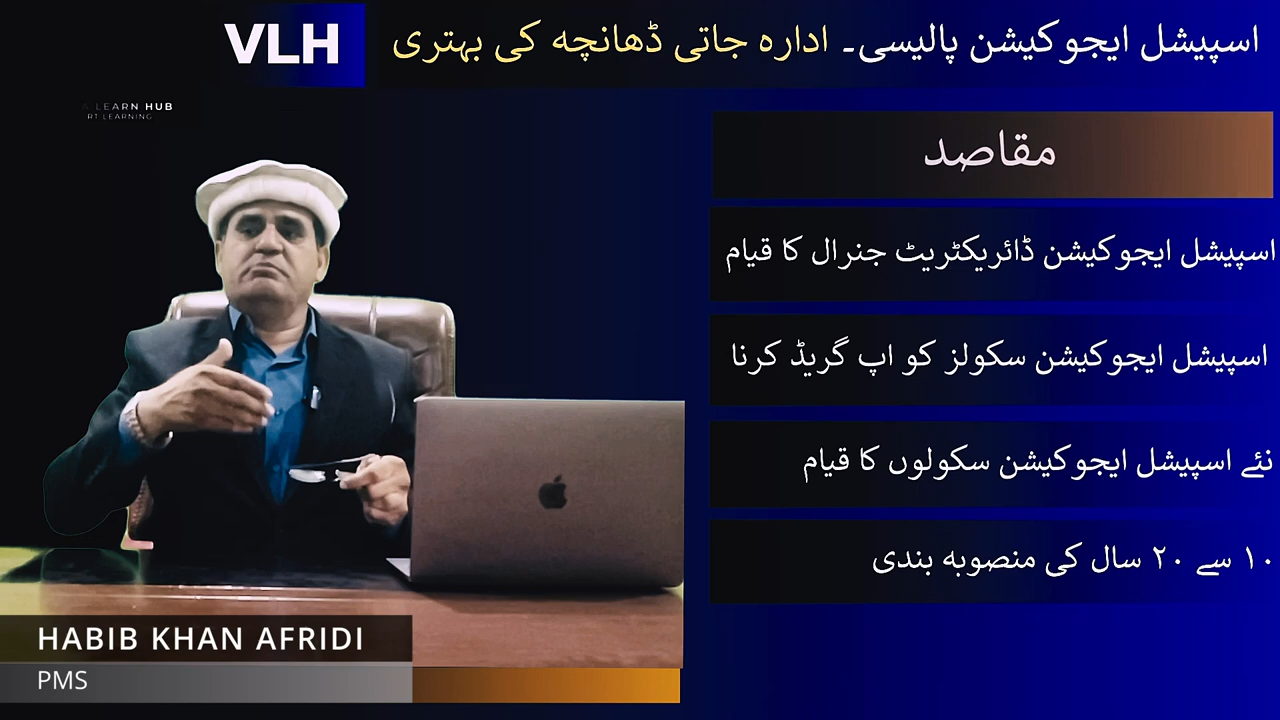 VLH
اسپیشل ایجوکیشن پالیسی۔ ادارہ جاتی ڈھانچہ کی بہتری
LEARN HUB
RT LEARNING
مقاصد
اسپیشل ایجوکیشن ڈائریکٹریٹ جنرال کا قیام
اسپیشل ایجوکیشن سکولز کو اپ گریڈ کرنا
نئے اسپیشل ایجوکیشن سکولوں کا قیام
۱۰ سے ۲۰ سال کی منصوبہ بندی
HABIB KHAN AFRIDI
PMS